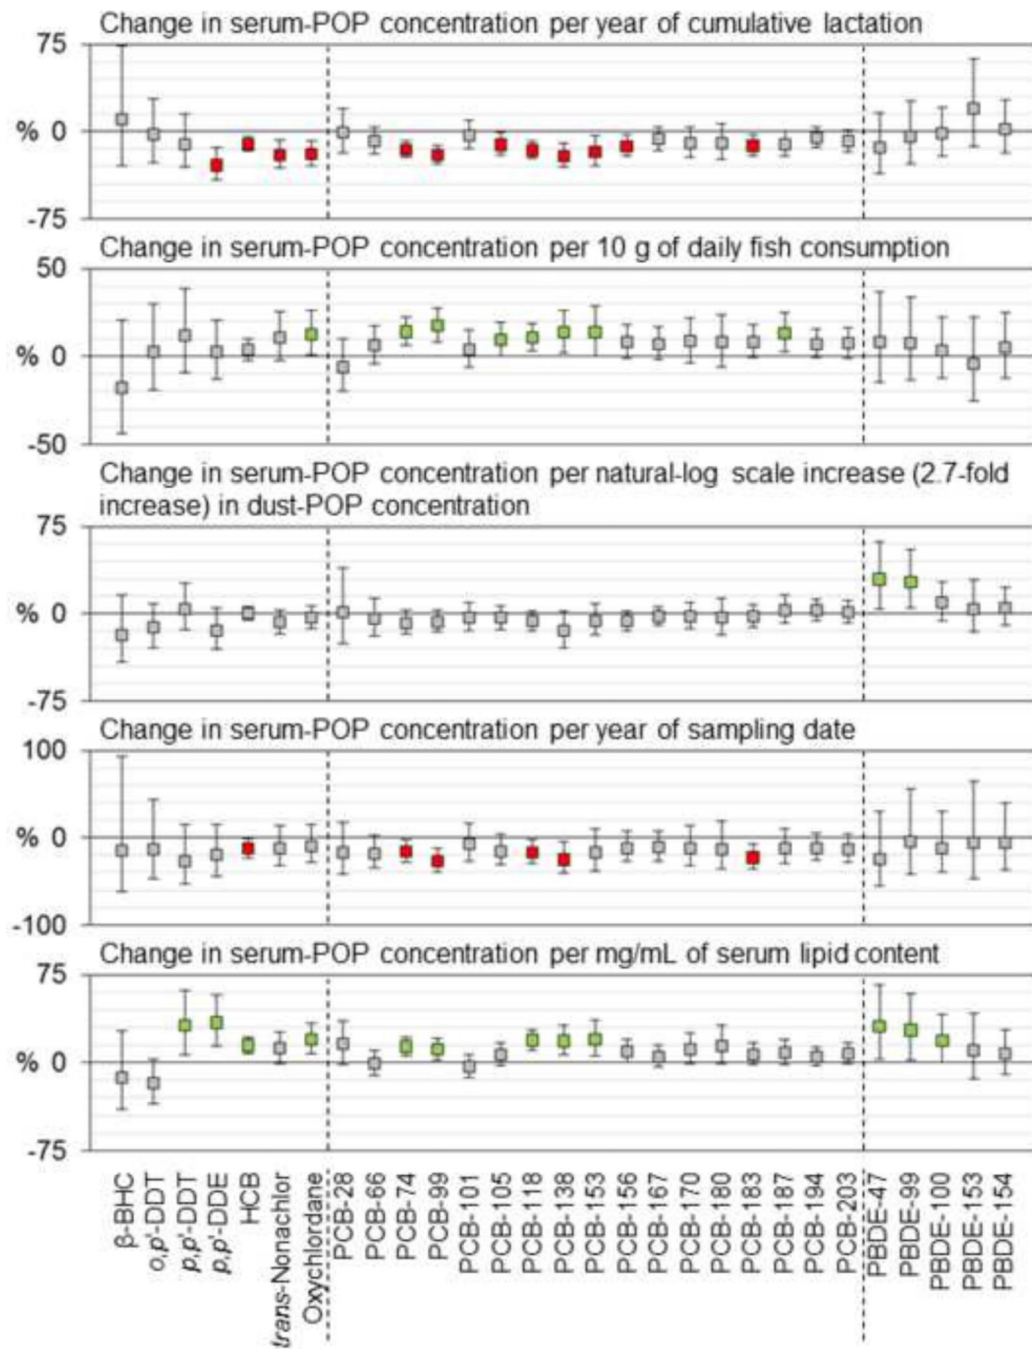 Change in serum-POP concentration per year of cumulative lactation
75
% 0
-75
Change in serum-POP concentration per 10 g of daily fish consumption
50
% 0
-50
Change in serum-POP concentration per natural-log scale increase (2.7-fold
increase) in dust-POP concentration
75
% 0
-75
Change in serum-POP concentration per year of sampling date
100
% 0
-100
Change in serum-POP concentration per mg/mL of serum lipid content
75
% 0
-75
β-BHC
o,p'-DDT
p,p'-DDT
p,p'-DDE
HCB
trans-Nonachlor
Oxychlordane
PCB-28
PCB-66
PCB-74
PCB-99
PCB-101
PCB-105
PCB-118
PCB-138
PCB-153
PCB-156
PCB-167
PCB-170
PCB-180
PCB-183
PCB-187
PCB-194
PCB-203
PBDE-47
PBDE-99
PBDE-100
PBDE-153
PBDE-154